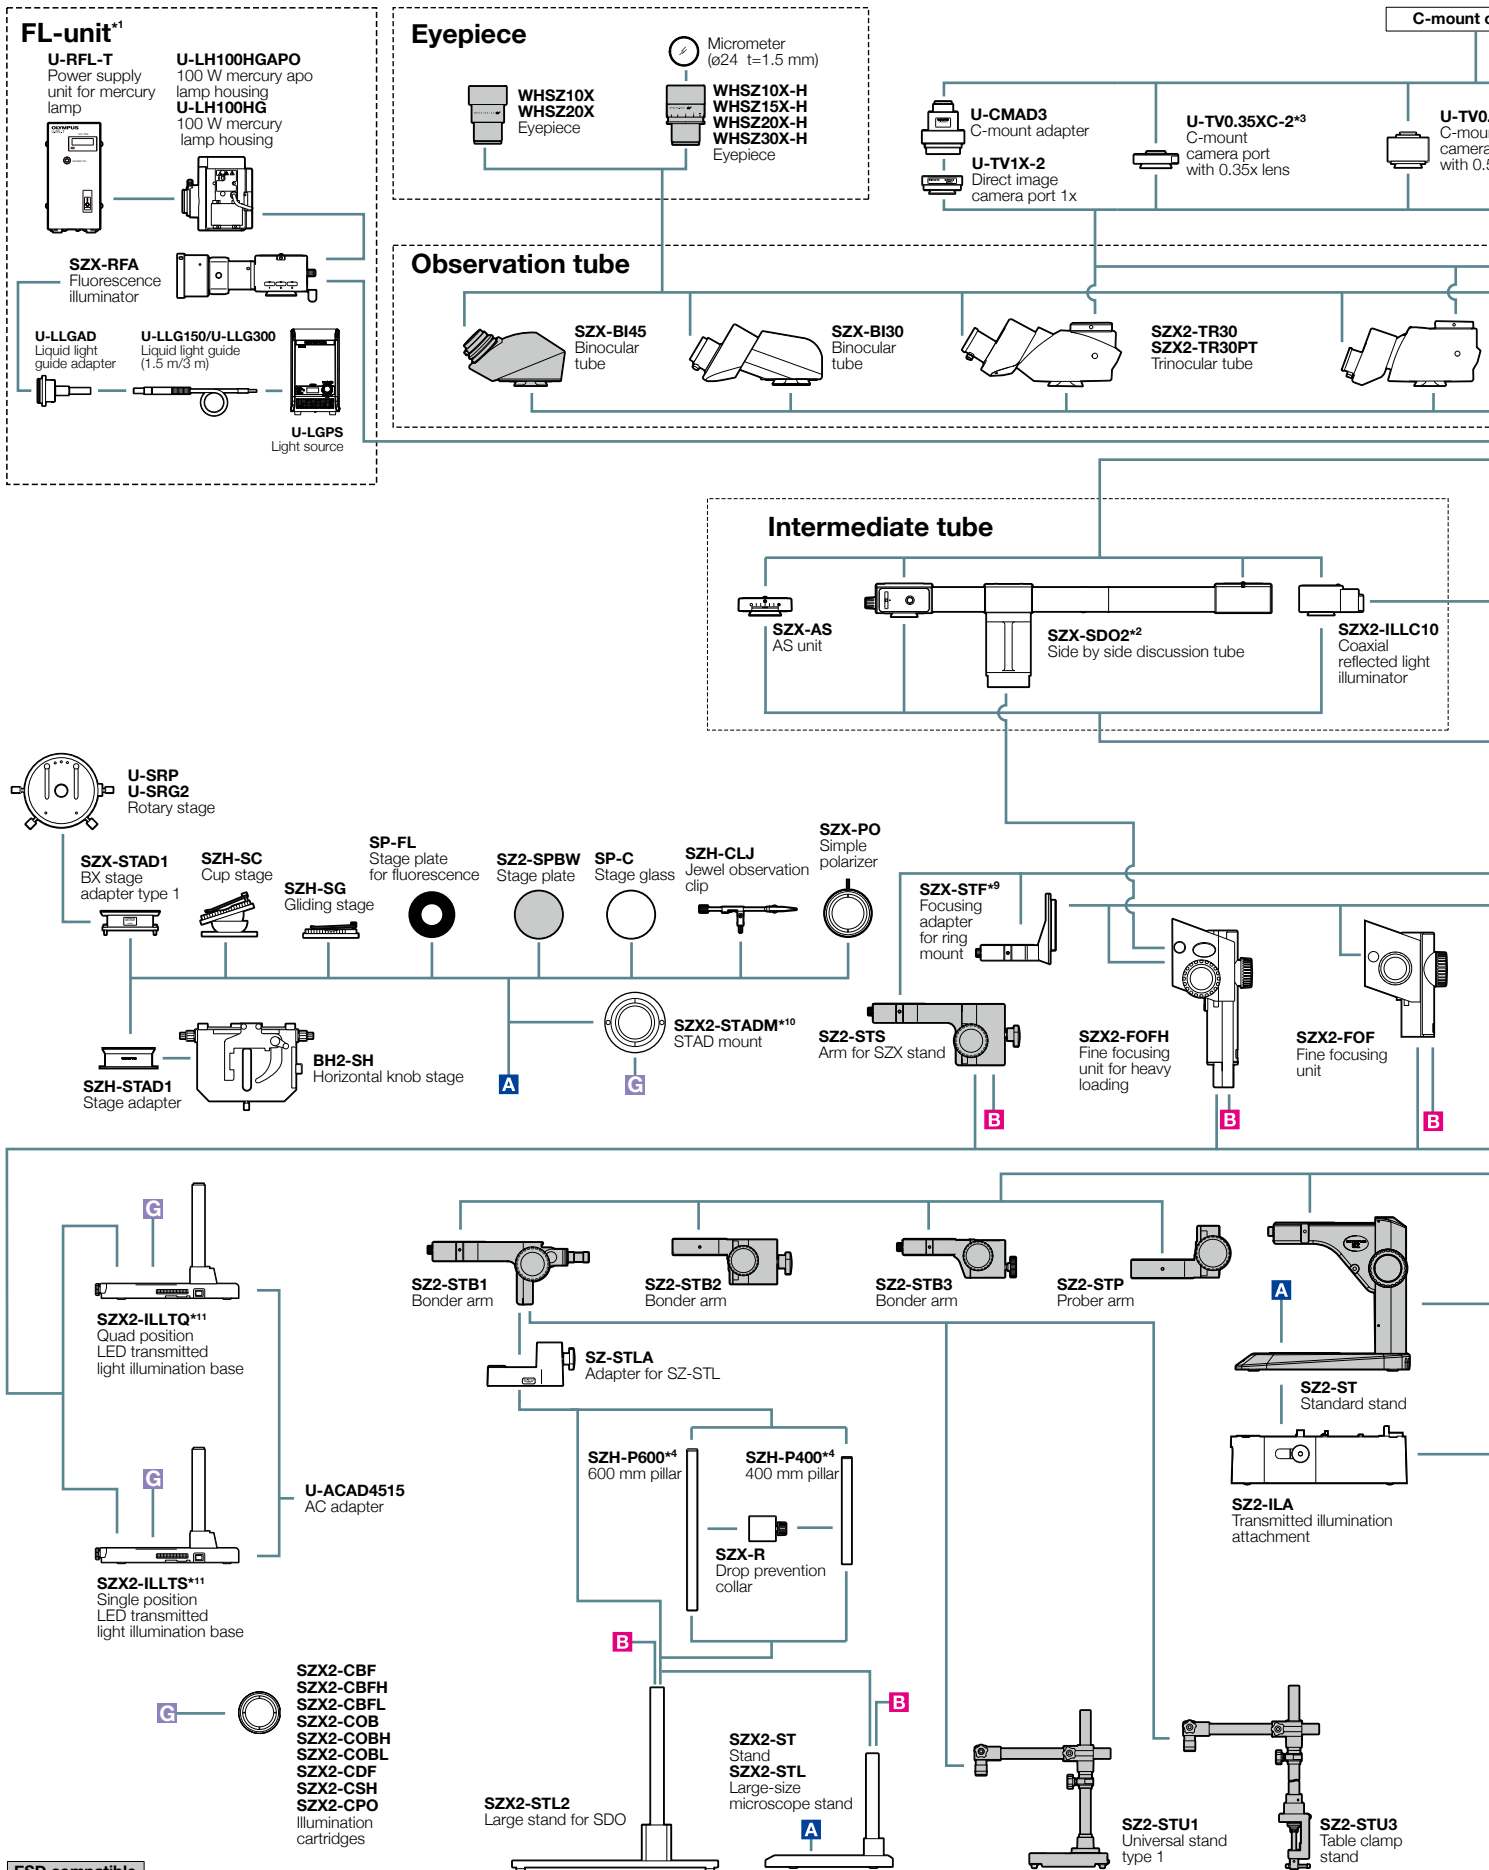 FL-unit*1
U-RFL-T
Power supply
unit for mercury
lamp
U-LH100HGAPO
100 W mercury apo
lamp housing
U-LH100HG
100 W mercury
lamp housing
OLYMPUS
SZX-RFA
Fluorescence
illuminator
U-LLGAD
Liquid light
guide adapter
U-LLG150/U-LLG300
Liquid light guide
(1.5 m/3 m)
U-LGPS
Light source
Eyepiece
Micrometer
(ø24 t=1.5 mm)
WHSZ10X
WHSZ20X
Eyepiece
WHSZ10X-H
WHSZ15X-H
WHSZ20X-H
WHSZ30X-H
Eyepiece
C-mount c
U-CMAD3
C-mount adapter
U-TV1X-2
Direct image
camera port 1x
U-TV0.35XC-2*3
C-mount
camera port
with 0.35x lens
U-TV0.
C-mou
camera
with 0.5
Observation tube
SZX-BI45
Binocular
tube
SZX-BI30
Binocular
tube
SZX2-TR30
SZX2-TR30PT
Trinocular tube
Intermediate tube
SZX-AS
AS unit
SZX-SDO2*2
Side by side discussion tube
SZX2-ILLC10
Coaxial
reflected light
illuminator
U-SRP
U-SRG2
Rotary stage
SZX-STAD1
BX stage
adapter type 1
SZH-SC
Cup stage
SZH-SG
Gliding stage
SP-FL
Stage plate
for fluorescence
SZ2-SPBW
Stage plate
SP-C
Stage glass
SZH-CLJ
Jewel observation
clip
SZX-PO
Simple
polarizer
SZX-STF*9
Focusing
adapter
for ring
mount
SZH-STAD1
Stage adapter
BH2-SH
Horizontal knob stage
A
SZX2-STADM*10
STAD mount
G
SZ2-STS
Arm for SZX stand
B
SZX2-FOFH
Fine focusing
unit for heavy
loading
B
SZX2-FOF
Fine focusing
unit
B
G
SZX2-ILLTQ*11
Quad position
LED transmitted
light illumination base
G
SZX2-ILLTS*11
Single position
LED transmitted
light illumination base
U-ACAD4515
AC adapter
SZ2-STB1
Bonder arm
SZ2-STB2
Bonder arm
SZ2-STB3
Bonder arm
SZ2-STP
Prober arm
A
SZ2-ST
Standard stand
SZ2-ILA
Transmitted illumination
attachment
SZ-STLA
Adapter for SZ-STL
SZH-P600*4
600 mm pillar
SZH-P400*4
400 mm pillar
SZX-R
Drop prevention
collar
B
B
G
SZX2-CBF
SZX2-CBFH
SZX2-CBFL
SZX2-COB
SZX2-COBH
SZX2-COBL
SZX2-CDF
SZX2-CSH
SZX2-CPO
Illumination
cartridges
SZX2-STL2
Large stand for SDO
SZX2-ST
Stand
SZX2-STL
Large-size
microscope stand
A
SZ2-STU1
Universal stand
type 1
SZ2-STU3
Table clamp
stand
ESD compatible